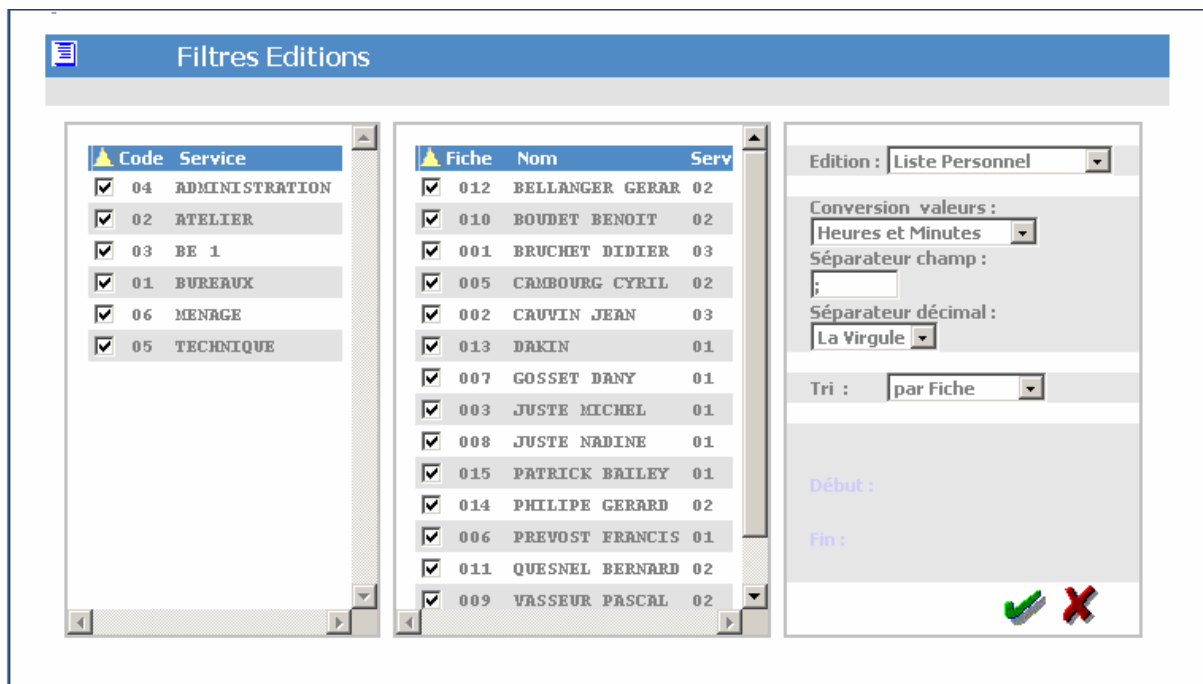 Filtres Editions
Code Service
04 ADMINISTRATION
02 ATELIER
03 BE 1
01 BUREAUX
06 MENAGE
05 TECHNIQUE
Fiche Nom Serv
012 BELLANGER GERAR 02
010 BOUDET BENOIT 02
001 BRUCHET DIDIER 03
005 CAMBOURG CYRIL 02
002 CAUVIN JEAN 03
013 DAKIN 01
007 GOSSET DANY 01
003 JUSTE MICHEL 01
008 JUSTE NADINE 01
015 PATRICK BAILEY 01
014 PHILIPE GERARD 02
006 PREVOST FRANCIS 01
011 QUESNEL BERNARD 02
009 VASSEUR PASCAL 02
Edition : Liste Personnel
Conversion valeurs :
Heures et Minutes
Séparateur champ :
;
Séparateur décimal :
La Virgule
Tri : par Fiche
Début :
Fin :